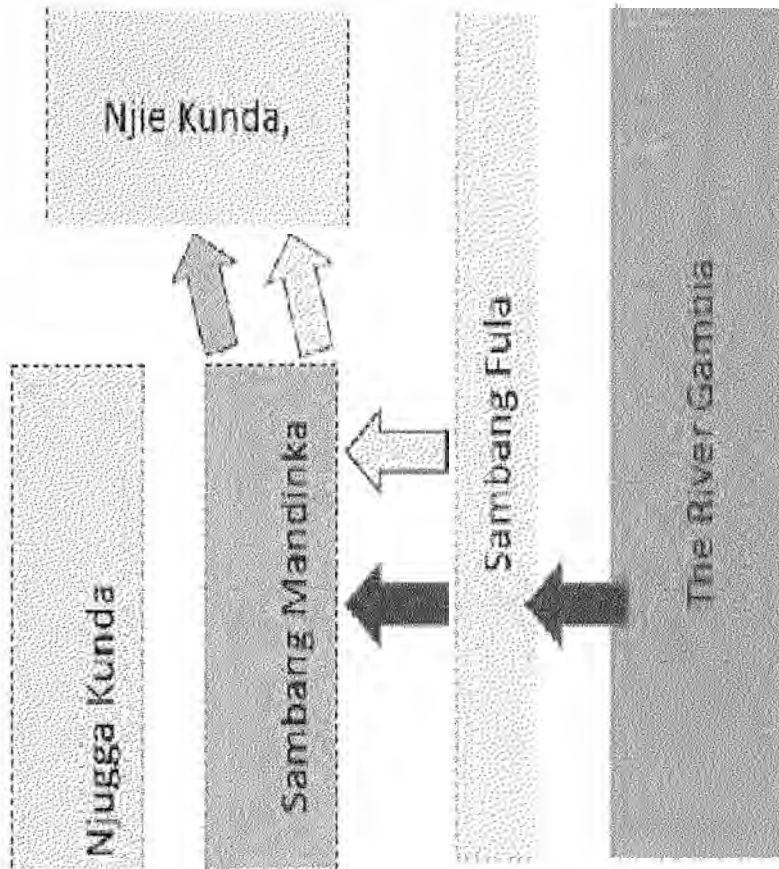 Njie Kunda,
Njugga Kunda
Sambang Mandinka
Sambang Fula
The River Gambia